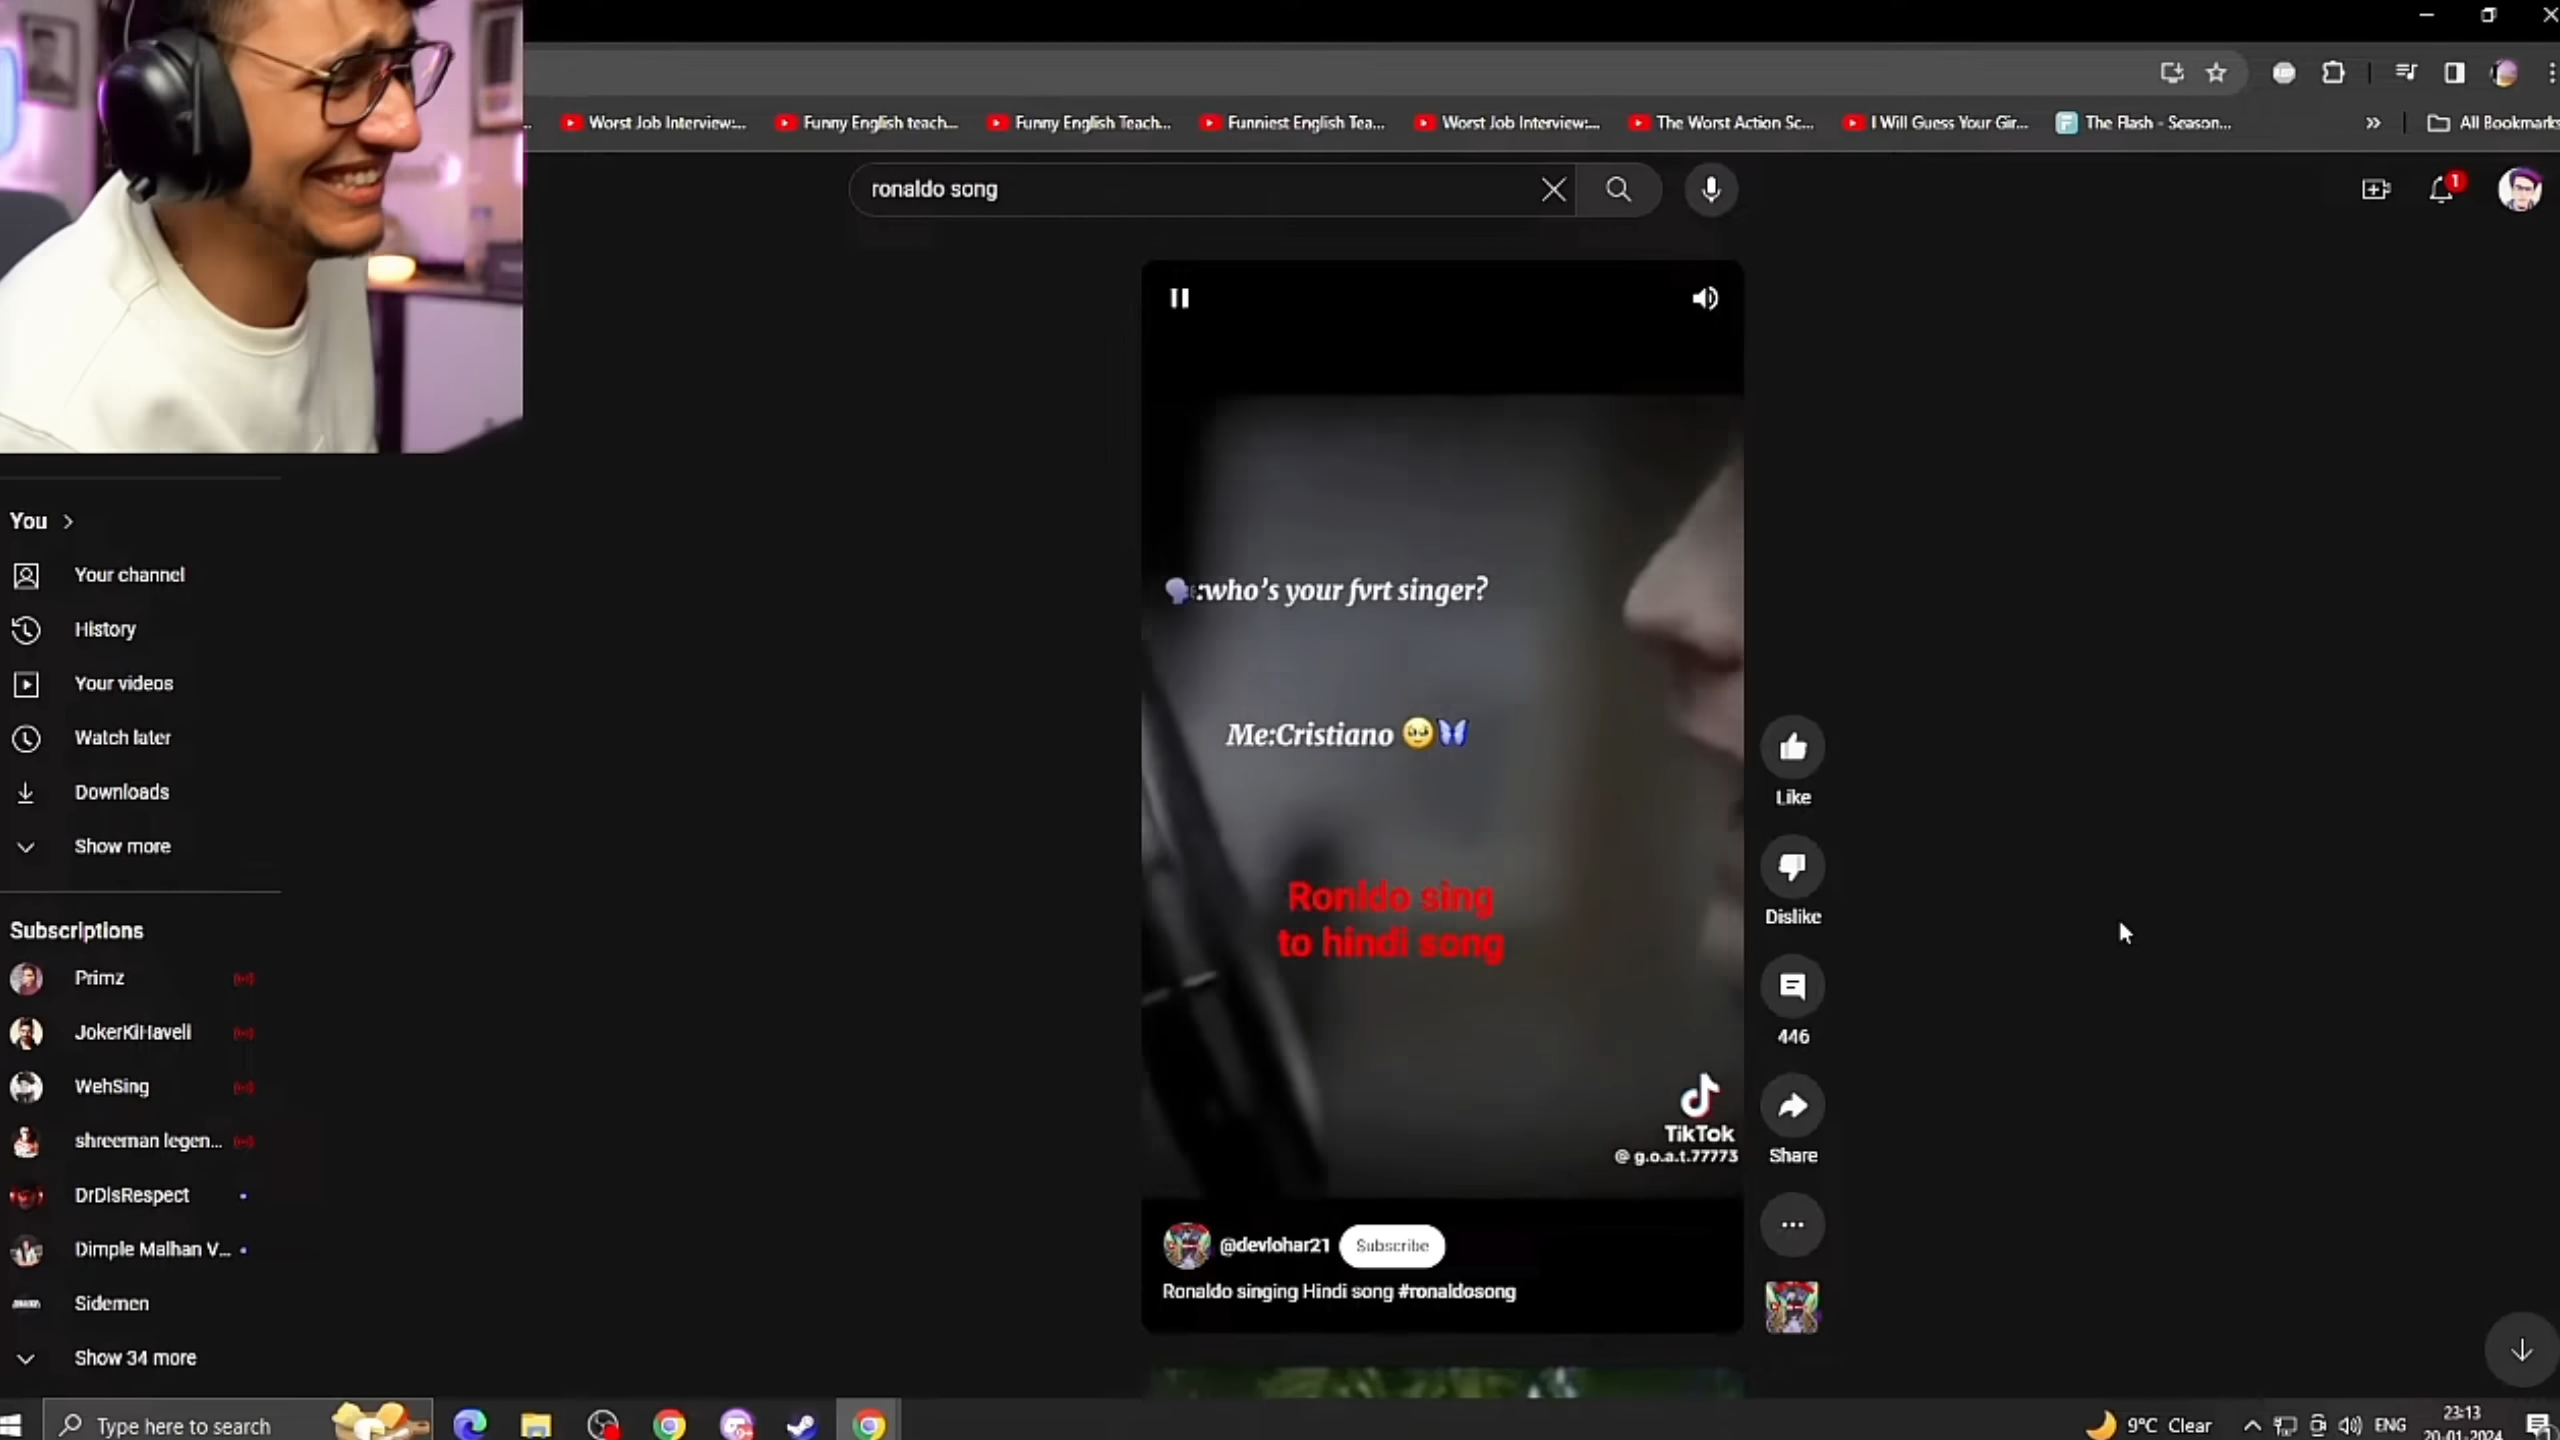 Worst Job Interview:...
Funny English teach...
Funny English Teach...
Funniest English Tea...
Worst Job Interview:...
The Worst Action Sc...
I Will Guess Your Gir...
The Flash - Season...
»
All Bookmarks
ronaldo song
1
:who's your fvrt singer?
Me:Cristiano 🥹🦋
Ronldo sing
to hindi song
TikTok
@ g.o.a.t.77773
@devlohar21
Subscribe
Ronaldo singing Hindi song #ronaldosong
Like
Dislike
446
Share
You
Your channel
History
Your videos
Watch later
Downloads
Show more
Subscriptions
Primz
JokerKiHaveli
WehSing
shreeman legen...
DrDisRespect
Dimple Malhan V...
Sidemen
Show 34 more
Type here to search
9°C Clear
ENG
23:13
20-01-2024